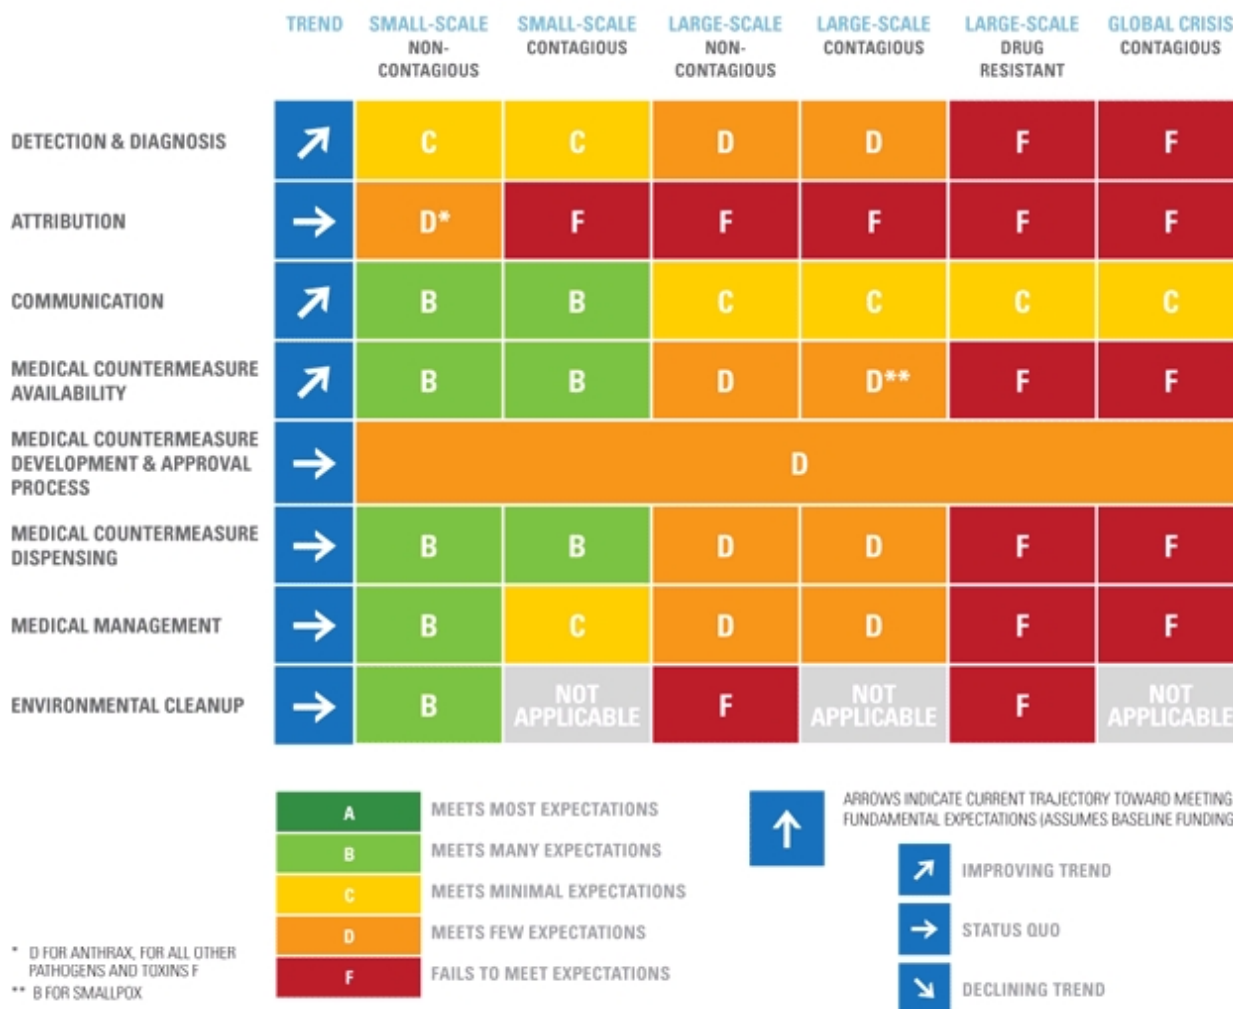 TREND SMALL-SCALE SMALL-SCALE LARGE-SCALE LARGE-SCALE LARGE-SCALE GLOBAL CRISIS
NON- CONTAGIOUS NON- CONTAGIOUS DRUG CONTAGIOUS
CONTAGIOUS CONTAGIOUS RESISTANT
DETECTION & DIAGNOSIS C C D D F F
ATTRIBUTION D* F F F F F
COMMUNICATION B B C C C C
MEDICAL COUNTERMEASURE
AVAILABILITY B B D D** F F
MEDICAL COUNTERMEASURE
DEVELOPMENT & APPROVAL D
PROCESS
MEDICAL COUNTERMEASURE
DISPENSING B B D D F F
MEDICAL MANAGEMENT B C D D F F
ENVIRONMENTAL CLEANUP B NOT APPLICABLE F NOT APPLICABLE F NOT APPLICABLE
A MEETS MOST EXPECTATIONS
B MEETS MANY EXPECTATIONS
C MEETS MINIMAL EXPECTATIONS
D MEETS FEW EXPECTATIONS
F FAILS TO MEET EXPECTATIONS
ARROWS INDICATE CURRENT TRAJECTORY TOWARD MEETING
FUNDAMENTAL EXPECTATIONS (ASSUMES BASELINE FUNDING
IMPROVING TREND
STATUS QUO
DECLINING TREND
* D FOR ANTHRAX, FOR ALL OTHER
PATHOGENS AND TOXINS F
** B FOR SMALLPOX